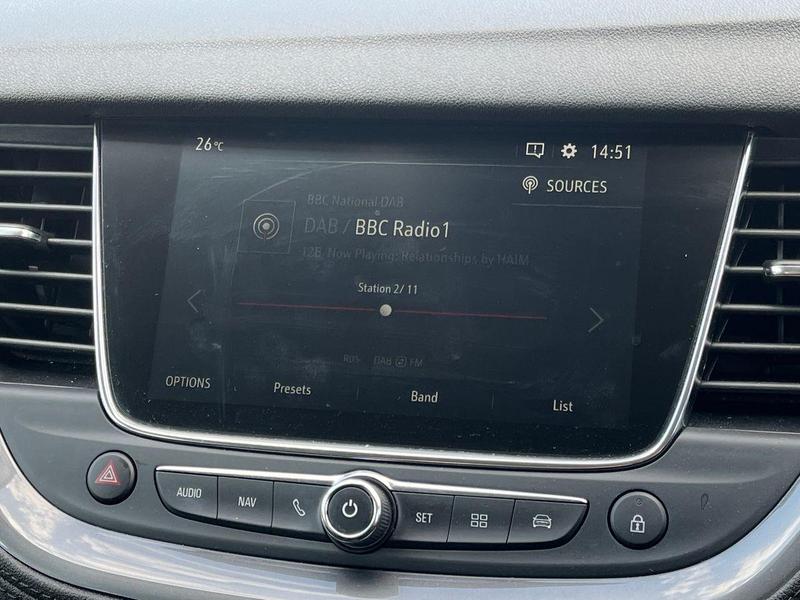 26°C
14:51
SOURCES
BBC National DAB
DAB / BBC Radio1
Now Playing: Relationships by HAIM
Station 2/11
RDS DAB FM
OPTIONS Presets Band List
AUDIO NAV SET